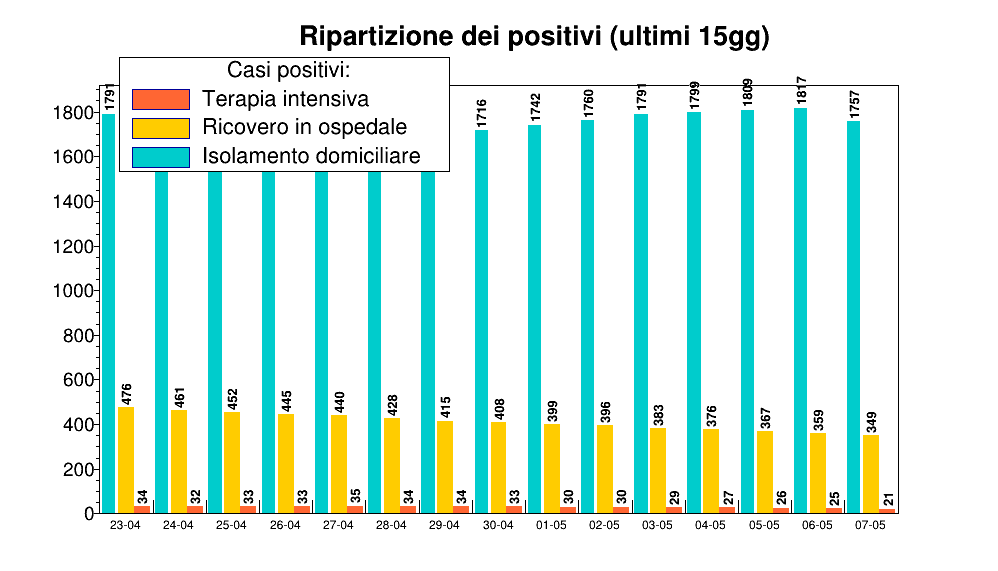 Ripartizione dei positivi (ultimi 15gg)
Casi positivi:
Terapia intensiva
Ricovero in ospedale
Isolamento domiciliare
1791 1716 1742 1760 1791 1799 1809 1817 1757
1800
1600
1400
1200
1000
800
600
400
200
0
476 461 452 445 440 428 415 408 399 396 383 376 367 359 349
34 32 33 33 35 34 34 33 30 30 29 27 26 25 21
23-04 24-04 25-04 26-04 27-04 28-04 29-04 30-04 01-05 02-05 03-05 04-05 05-05 06-05 07-05